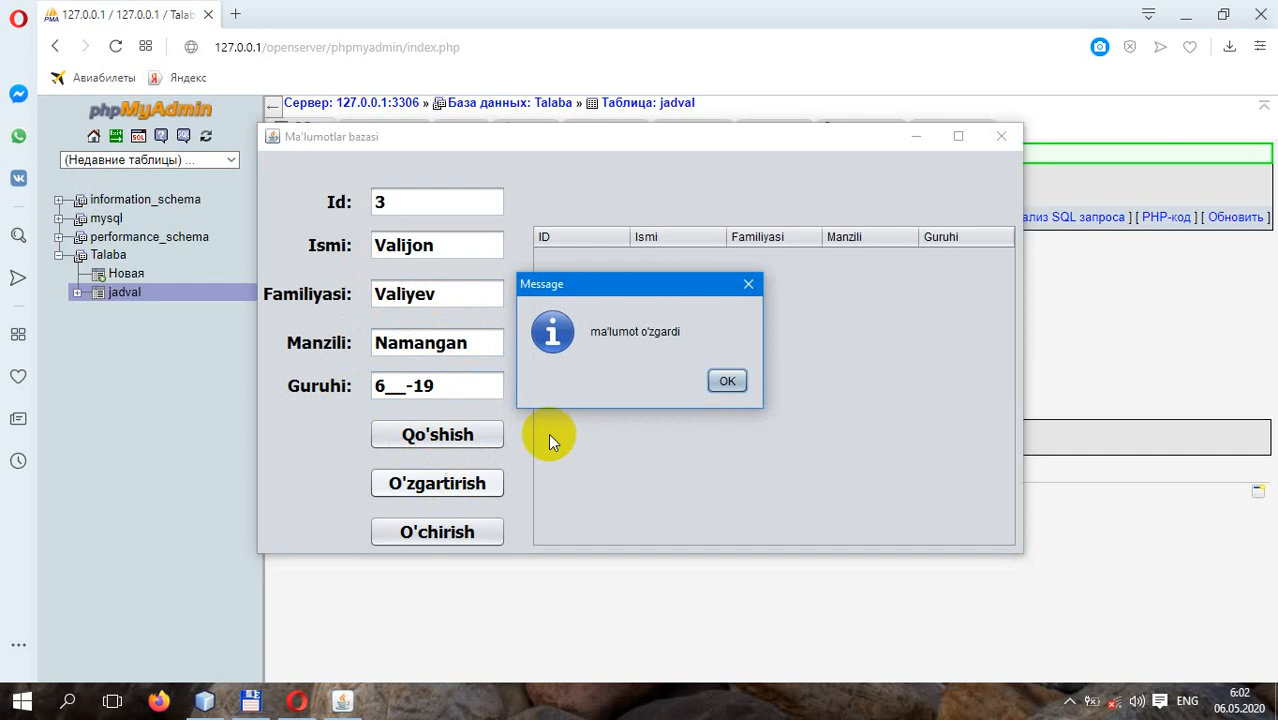 127.0.0.1 / 127.0.0.1 / Talaba
127.0.0.1/openserver/phpmyadmin/index.php
Авиабилеты
Яндекс
phpMyAdmin
(Недавние таблицы) ...
information_schema
mysql
performance_schema
Talaba
Новая
jadval
Сервер: 127.0.0.1:3306 » База данных: Talaba » Таблица: jadval
ализ SQL запроса ] [ PHP-код ] [ Обновить ]
Ma'lumotlar bazasi
Id: 3
Ismi: Valijon
Familiyasi: Valiyev
Manzili: Namangan
Guruhi: 6__-19
Qo'shish
O'zgartirish
O'chirish
ID Ismi Familiyasi Manzili Guruhi
Message
ma'lumot o'zgardi
OK
ENG
6:02
06.05.2020